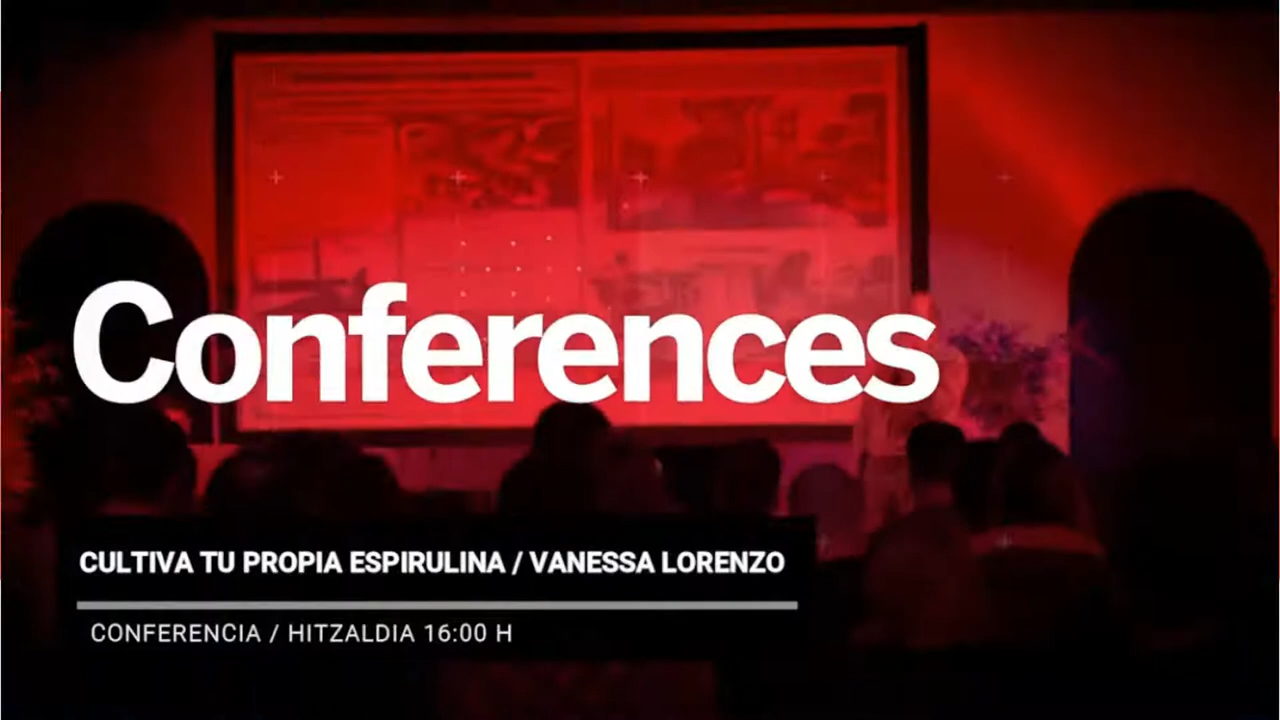 Conferences
CULTIVA TU PROPIA ESPIRULINA / VANESSA LORENZO
CONFERENCIA / HITZALDIA 16:00 H